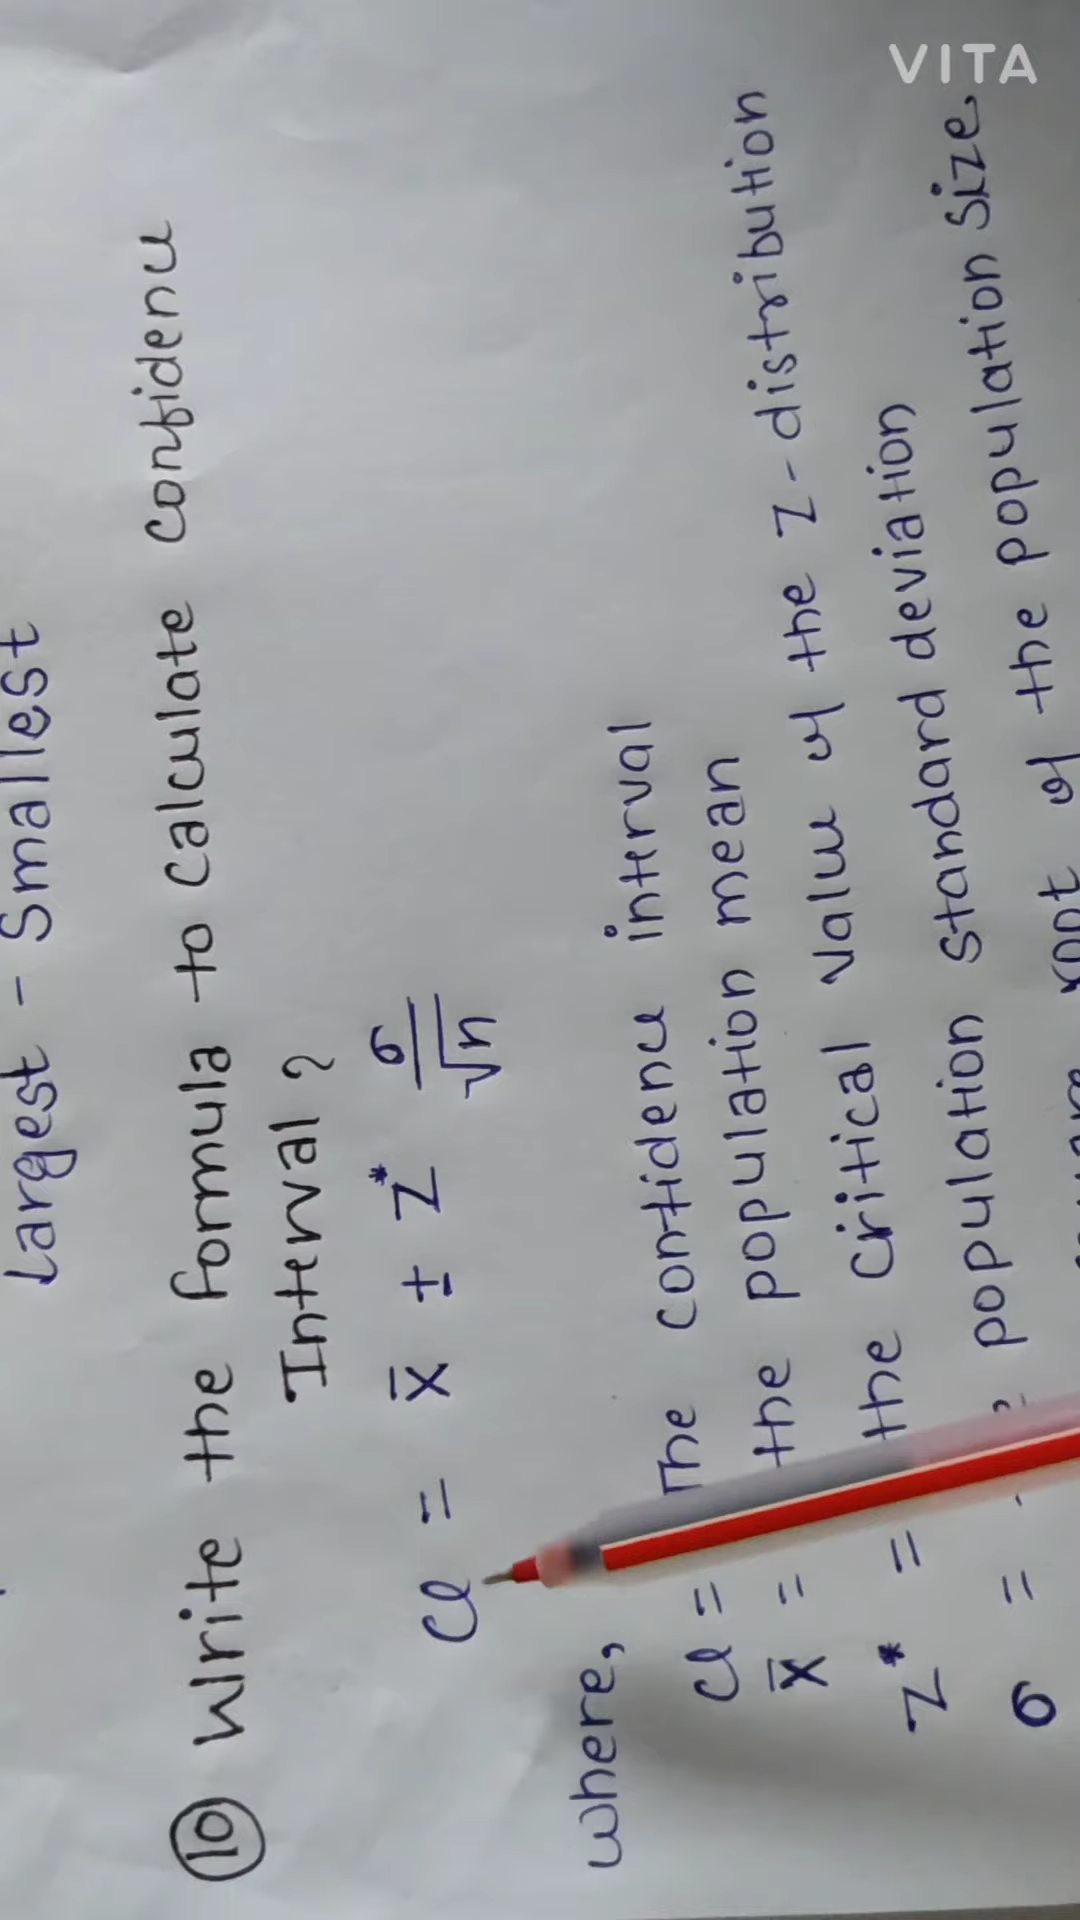 Largest - Smallest
10 Write the formula to calculate confidence
Interval ?
CI = x̄ ± Z* σ/√n
where,
CI = The confidence interval
x̄ = the population mean
Z* = the critical value of the Z-distribution
σ = population standard deviation
root of the population size.
VITA